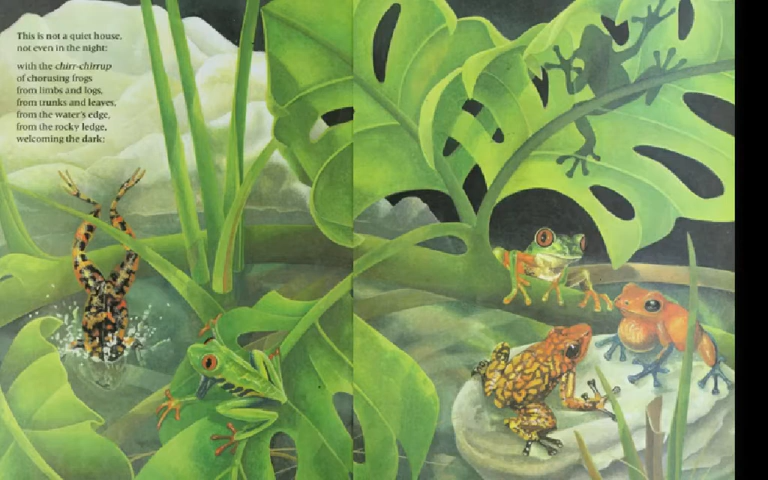 This is not a quiet house,
not even in the night:
with the chirr-chirrup
of chorusing frogs
from limbs and logs,
from trunks and leaves,
from the water's edge,
from the rocky ledge,
welcoming the dark: